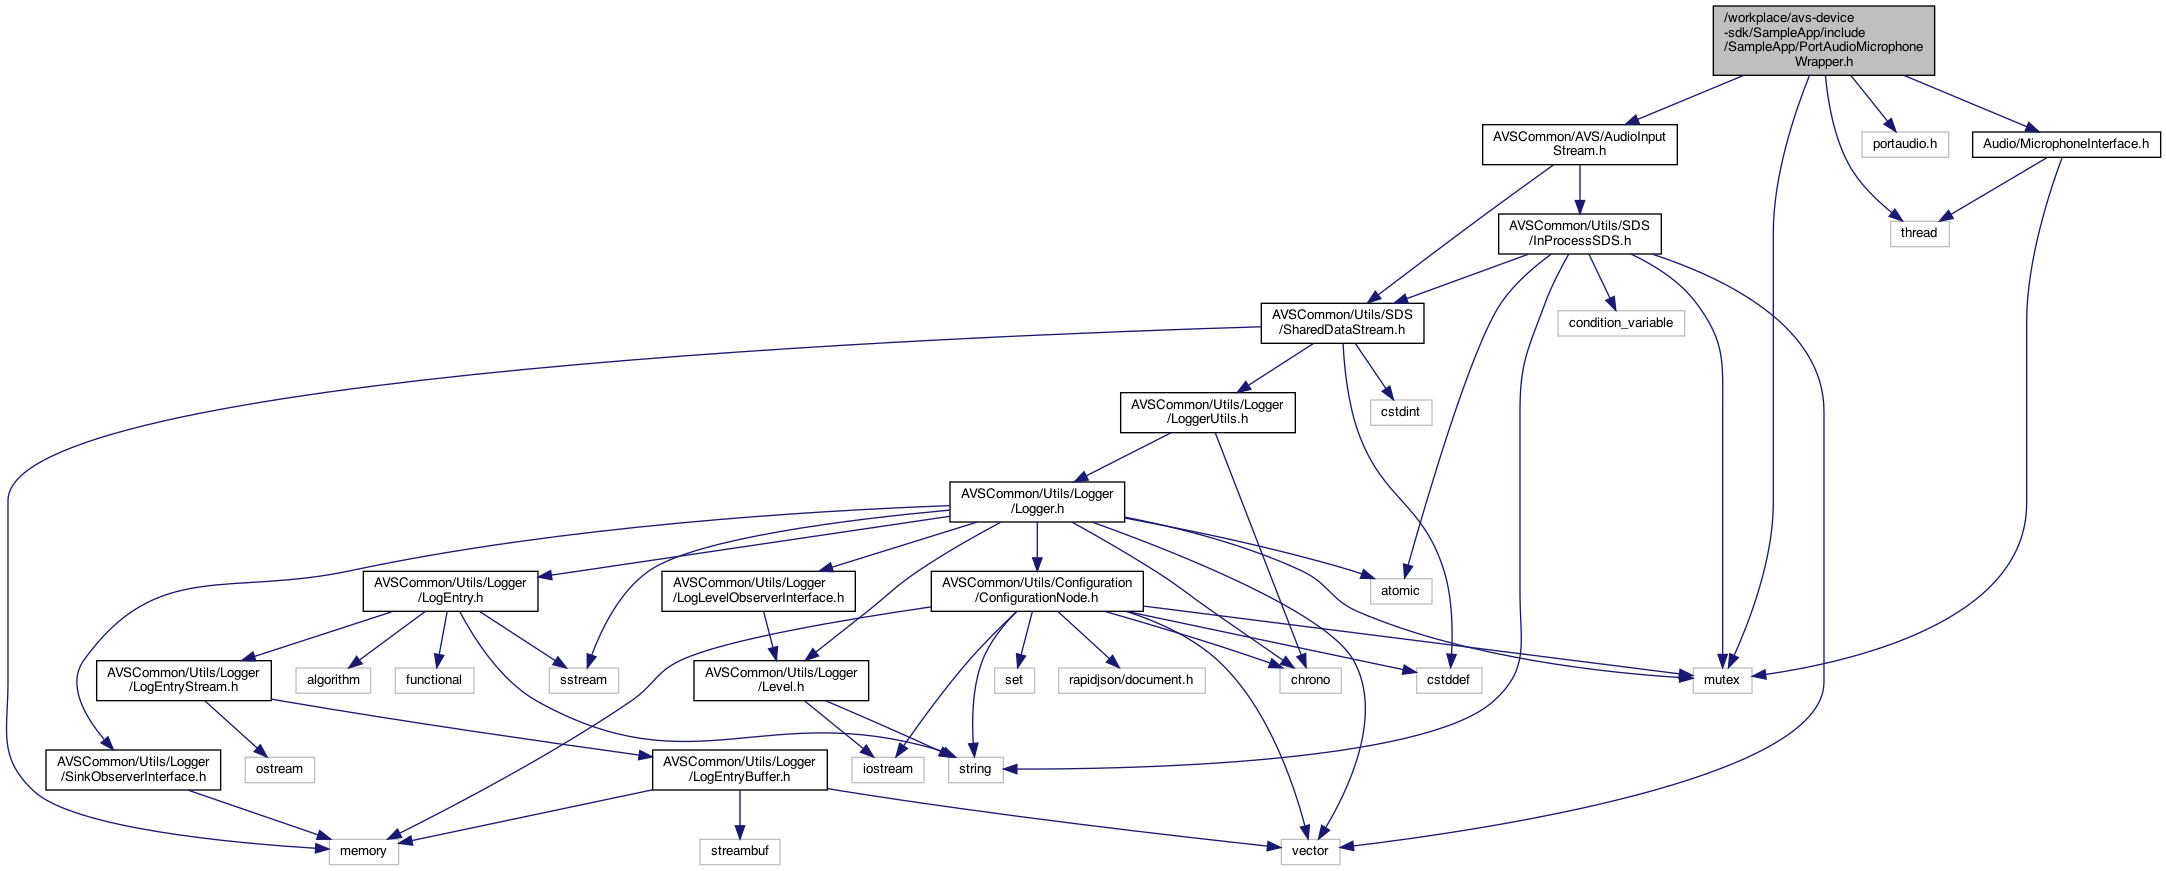 /workplace/avs-device
-sdk/SampleApp/include
/SampleApp/PortAudioMicrophone
Wrapper.h
AVSCommon/AVS/AudioInput
Stream.h
portaudio.h
Audio/MicrophoneInterface.h
AVSCommon/Utils/SDS
/InProcessSDS.h
thread
AVSCommon/Utils/SDS
/SharedDataStream.h
condition_variable
AVSCommon/Utils/Logger
/LoggerUtils.h
cstdint
AVSCommon/Utils/Logger
/Logger.h
AVSCommon/Utils/Logger
/LogEntry.h
AVSCommon/Utils/Logger
/LogLevelObserverInterface.h
AVSCommon/Utils/Configuration
/ConfigurationNode.h
atomic
AVSCommon/Utils/Logger
/LogEntryStream.h
algorithm
functional
sstream
AVSCommon/Utils/Logger
/Level.h
set
rapidjson/document.h
chrono
cstddef
mutex
AVSCommon/Utils/Logger
/SinkObserverInterface.h
ostream
AVSCommon/Utils/Logger
/LogEntryBuffer.h
iostream
string
memory
streambuf
vector